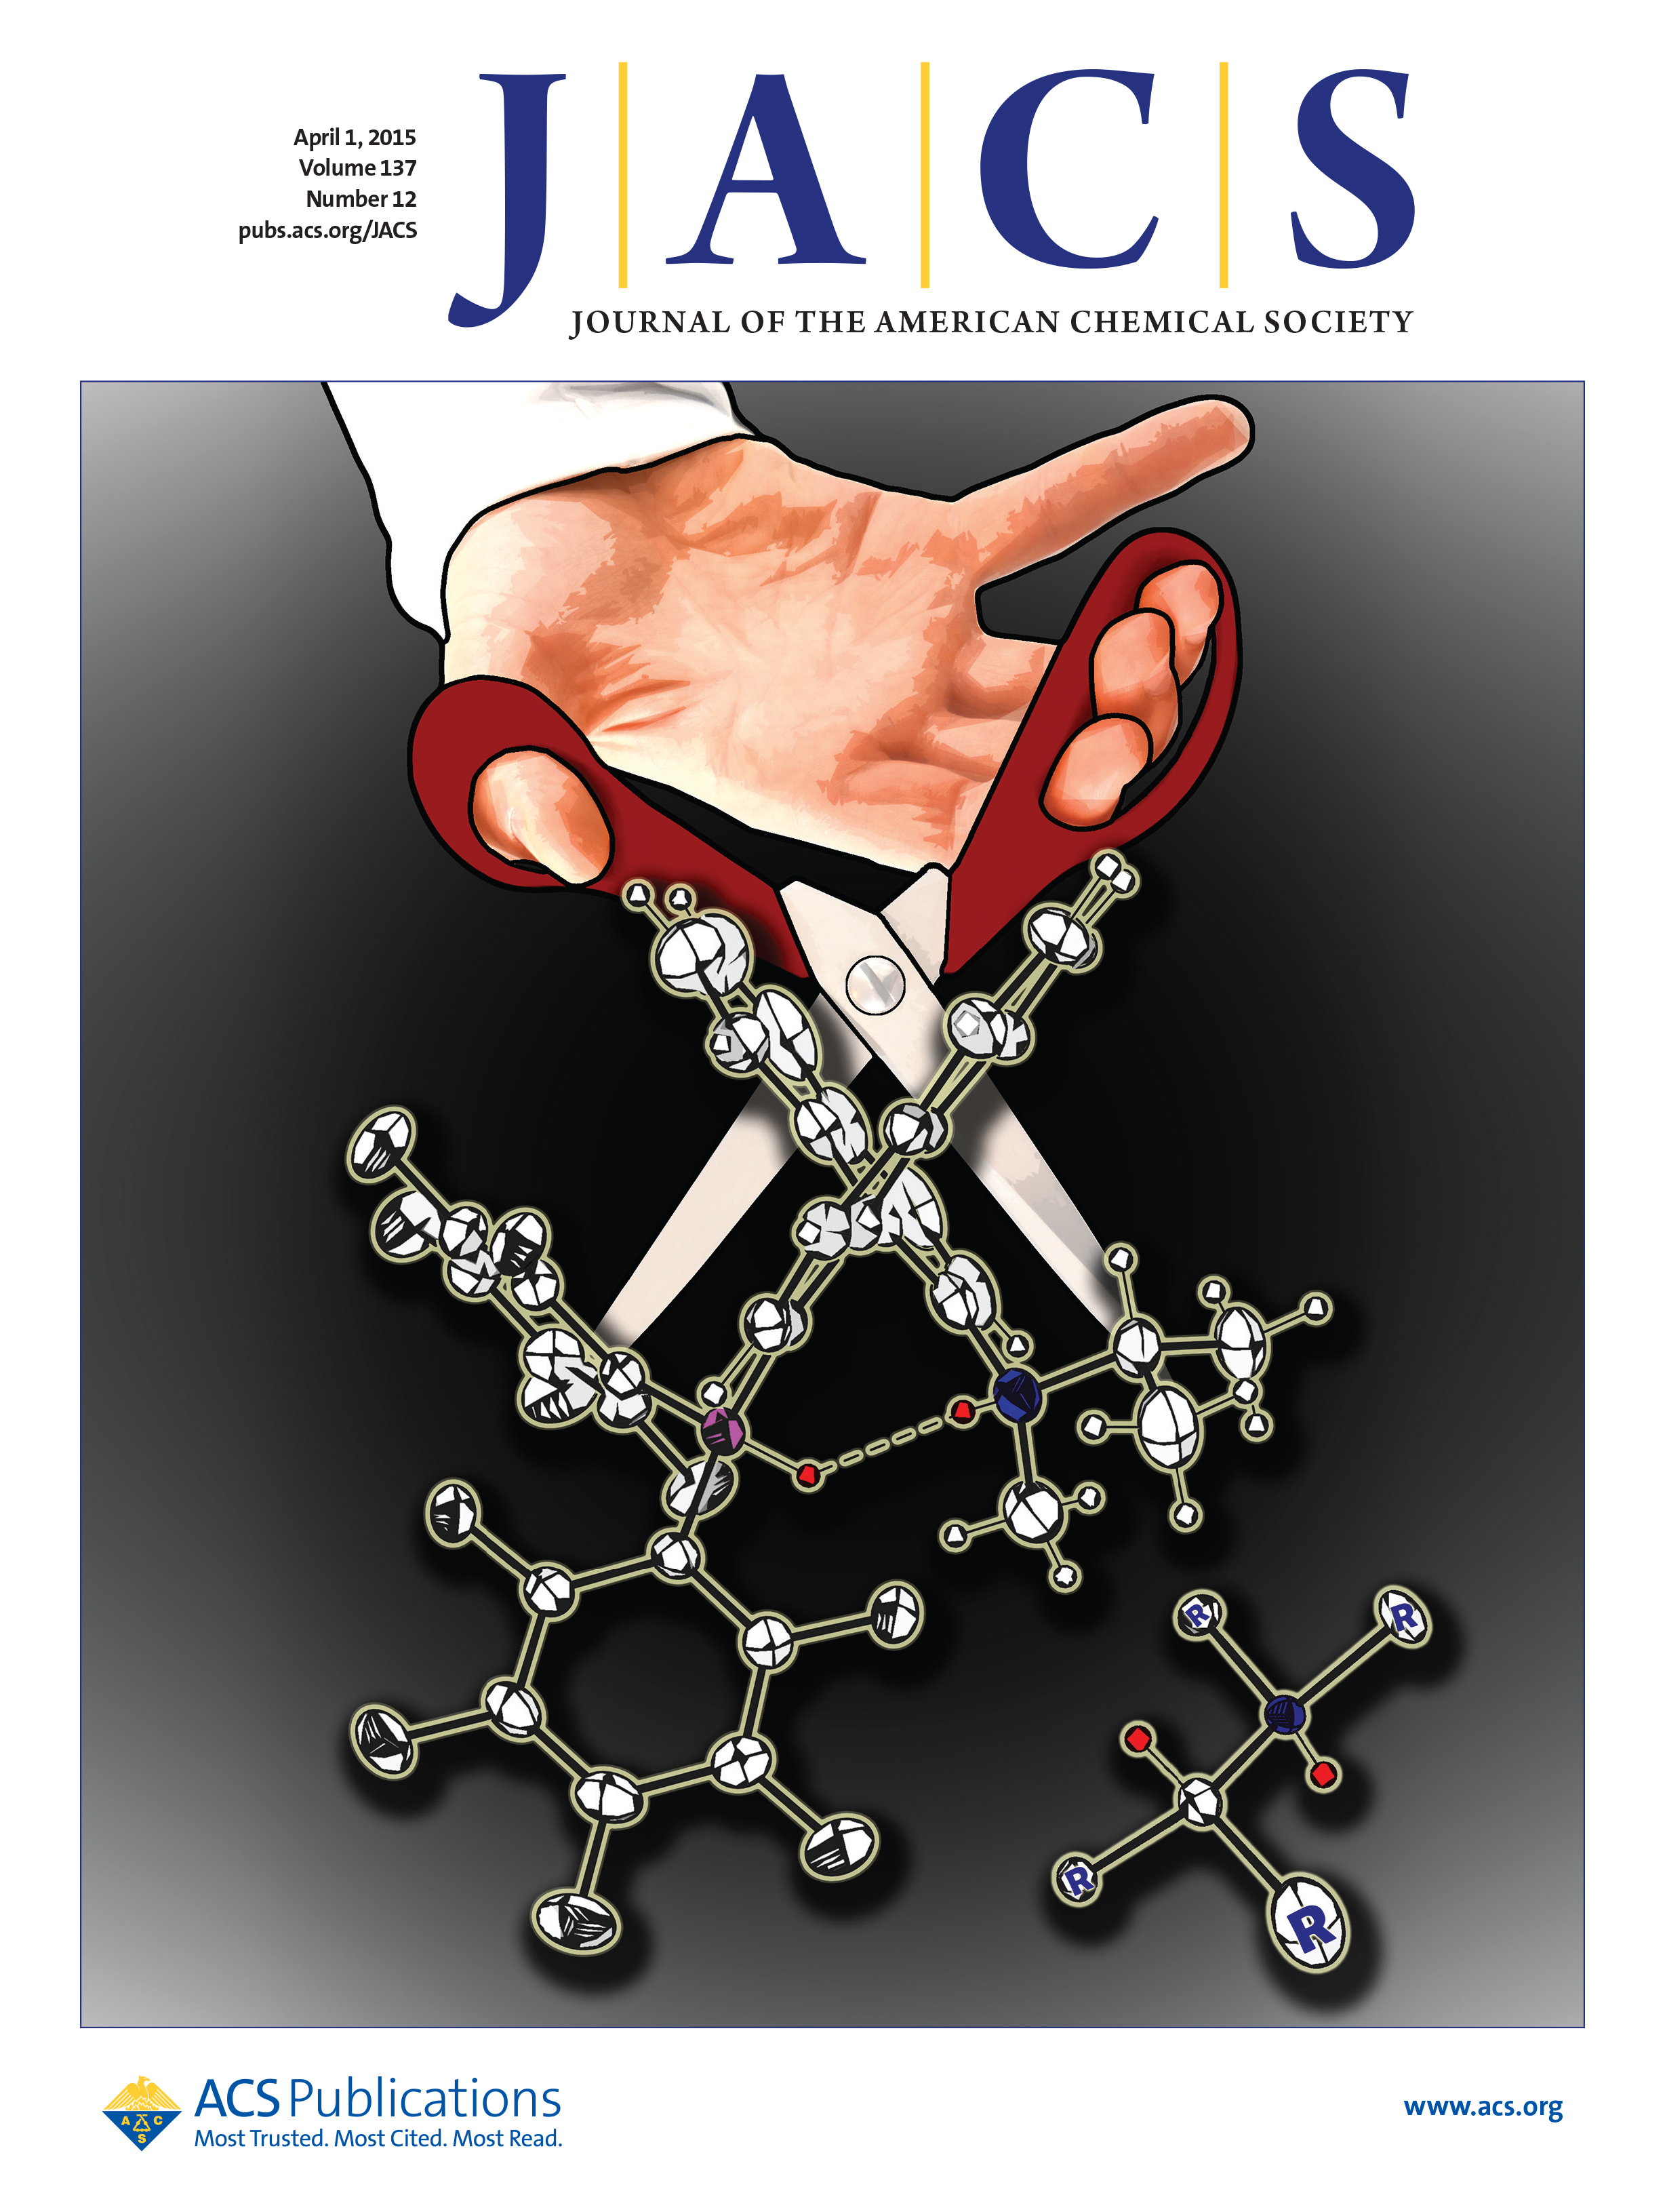 April 1, 2015
Volume 137
Number 12
pubs.acs.org/JACS
J|A|C|S
JOURNAL OF THE AMERICAN CHEMICAL SOCIETY
R
R
R
R
A C S
ACS Publications
Most Trusted. Most Cited. Most Read.
www.acs.org